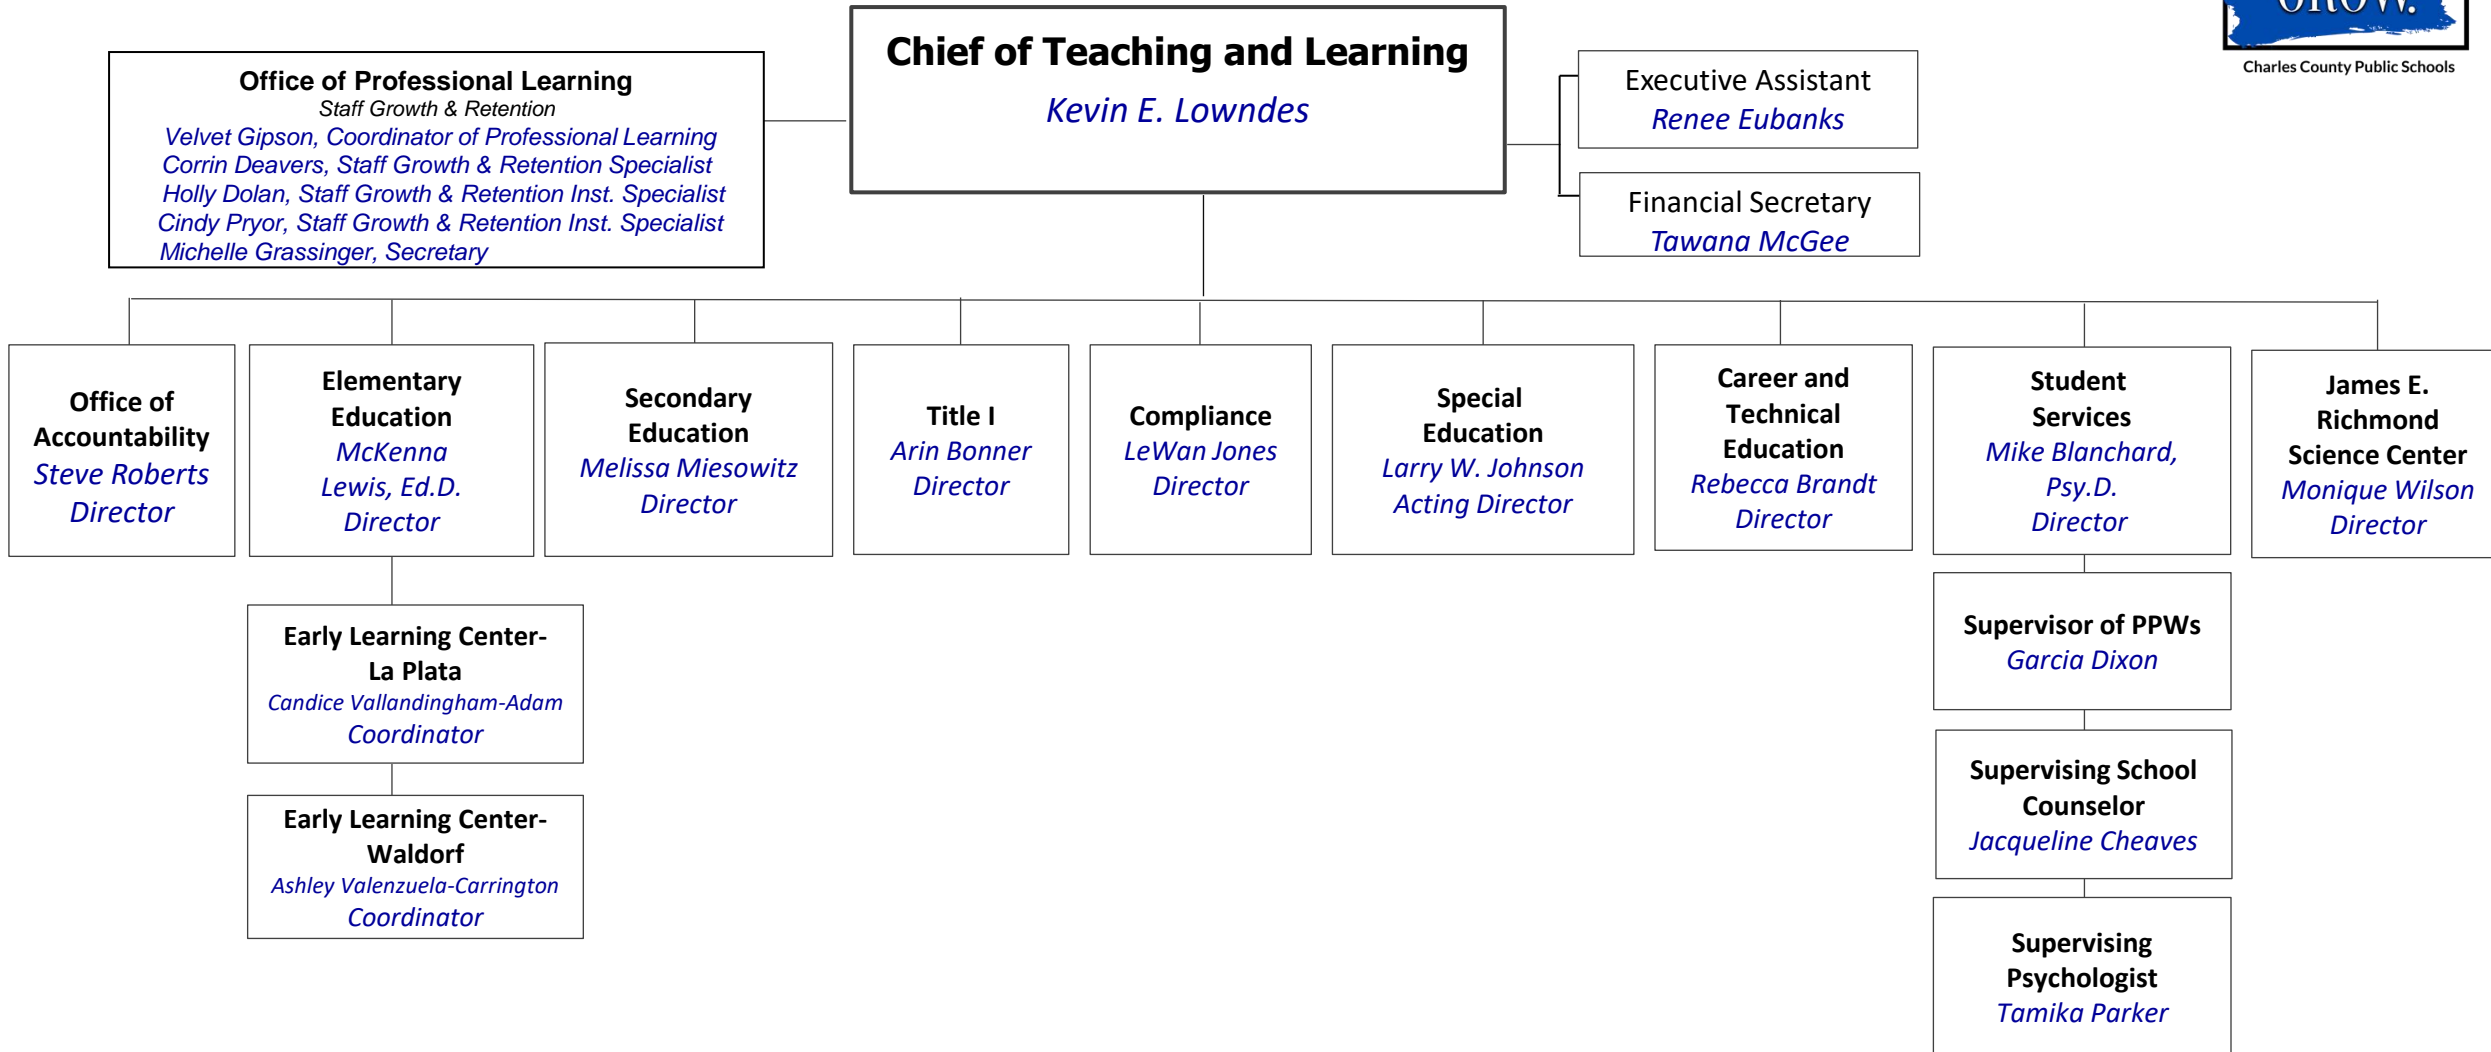 GROW.
Charles County Public Schools
Chief of Teaching and Learning
Kevin E. Lowndes
Office of Professional Learning
Staff Growth & Retention
Velvet Gipson, Coordinator of Professional Learning
Corrin Deavers, Staff Growth & Retention Specialist
Holly Dolan, Staff Growth & Retention Inst. Specialist
Cindy Pryor, Staff Growth & Retention Inst. Specialist
Michelle Grassinger, Secretary
Executive Assistant
Renee Eubanks
Financial Secretary
Tawana McGee
Office of
Accountability
Steve Roberts
Director
Elementary
Education
McKenna
Lewis, Ed.D.
Director
Secondary
Education
Melissa Miesowitz
Director
Title I
Arin Bonner
Director
Compliance
LeWan Jones
Director
Special
Education
Larry W. Johnson
Acting Director
Career and
Technical
Education
Rebecca Brandt
Director
Student
Services
Mike Blanchard,
Psy.D.
Director
James E.
Richmond
Science Center
Monique Wilson
Director
Early Learning Center-
La Plata
Candice Vallandingham-Adam
Coordinator
Early Learning Center-
Waldorf
Ashley Valenzuela-Carrington
Coordinator
Supervisor of PPWs
Garcia Dixon
Supervising School
Counselor
Jacqueline Cheaves
Supervising
Psychologist
Tamika Parker